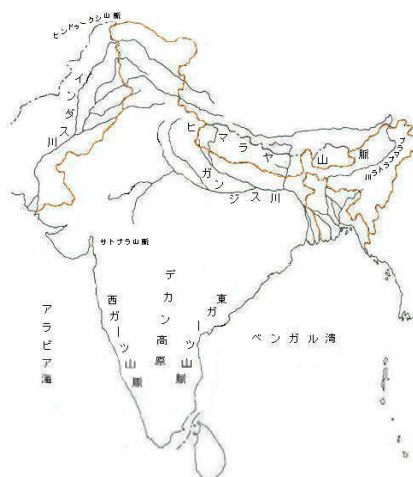 ヒンドゥークシ山脈
インダス川
ヒマラヤ山脈
ブラマプトラ川
ガンジス川
サトプラ山脈
デカン高原
西ガーツ山脈
東ガーツ山脈
アラビア海
ベンガル湾